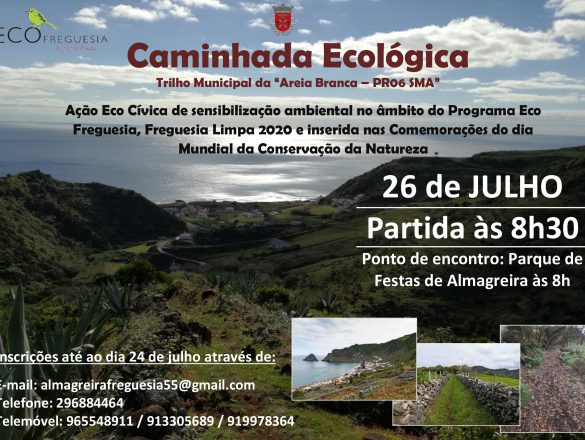 ECO FREGUESIA
Caminhada Ecológica
Trilho Municipal da "Areia Branca – PR06 SMA"
Ação Eco Cívica de sensibilização ambiental no âmbito do Programa Eco
Freguesia, Freguesia Limpa 2020 e inserida nas Comemorações do dia
Mundial da Conservação da Natureza
26 de JULHO
Partida às 8h30
Ponto de encontro: Parque de
Festas de Almagreira às 8h
nscrições até ao dia 24 de julho através de:
E-mail: almagreirafreguesia55@gmail.com
Telefone: 296884464
Telemóvel: 965548911 / 913305689 / 919978364